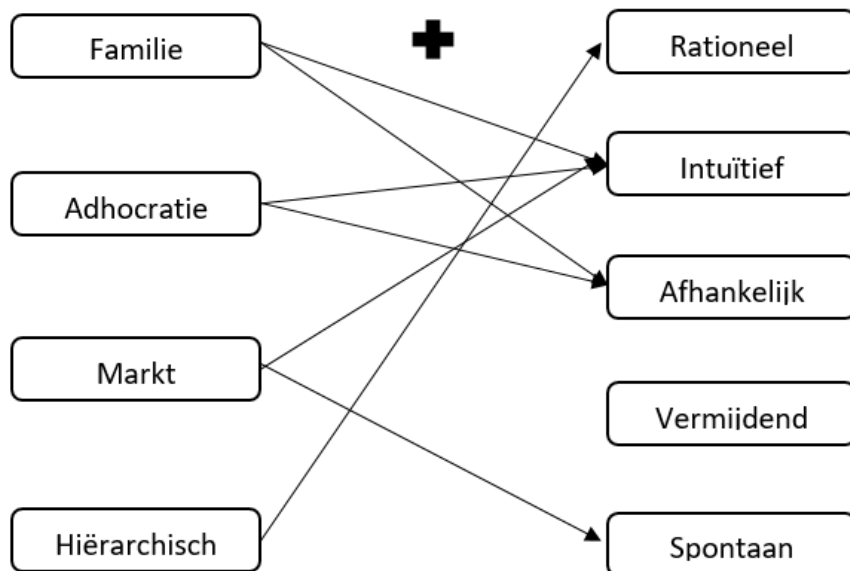 Familie
Rationeel
Intuïtief
Adhocratie
Afhankelijk
Markt
Vermijdend
Hiërarchisch
Spontaan